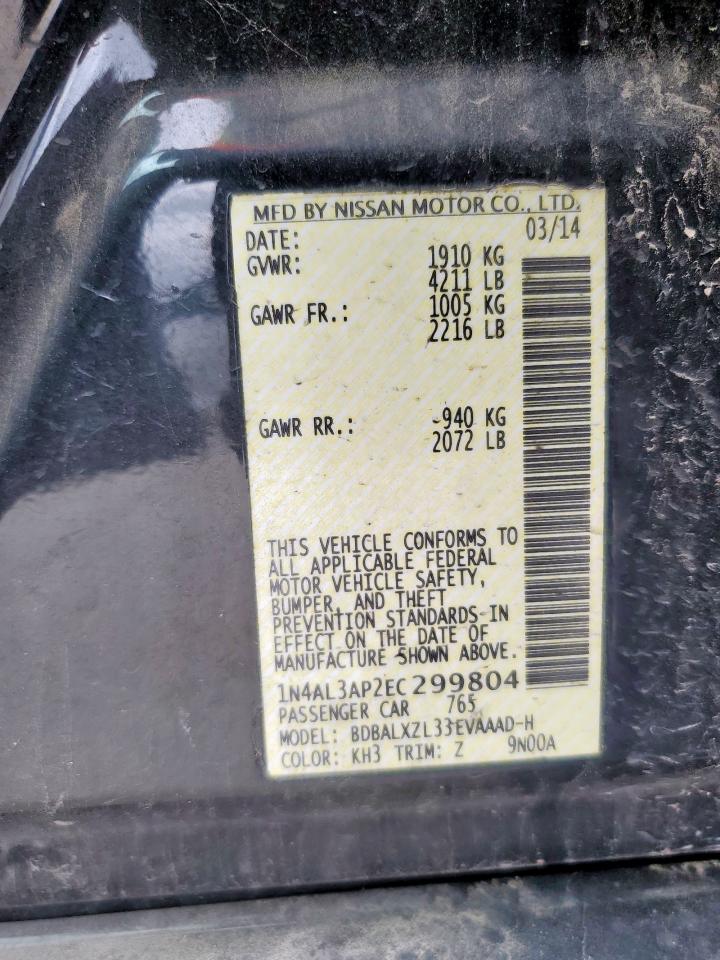 MFD BY NISSAN MOTOR CO., LTD.
DATE: 03/14
GVWR: 1910 KG
4211 LB
GAWR FR.: 1005 KG
2216 LB
GAWR RR.: 940 KG
2072 LB
THIS VEHICLE CONFORMS TO
ALL APPLICABLE FEDERAL
MOTOR VEHICLE SAFETY,
BUMPER, AND THEFT
PREVENTION STANDARDS IN
EFFECT ON THE DATE OF
MANUFACTURE SHOWN ABOVE.
1N4AL3AP2EC299804
PASSENGER CAR 765
MODEL: BDBALXZL33EVAAAD-H
COLOR: KH3 TRIM: Z 9N00A